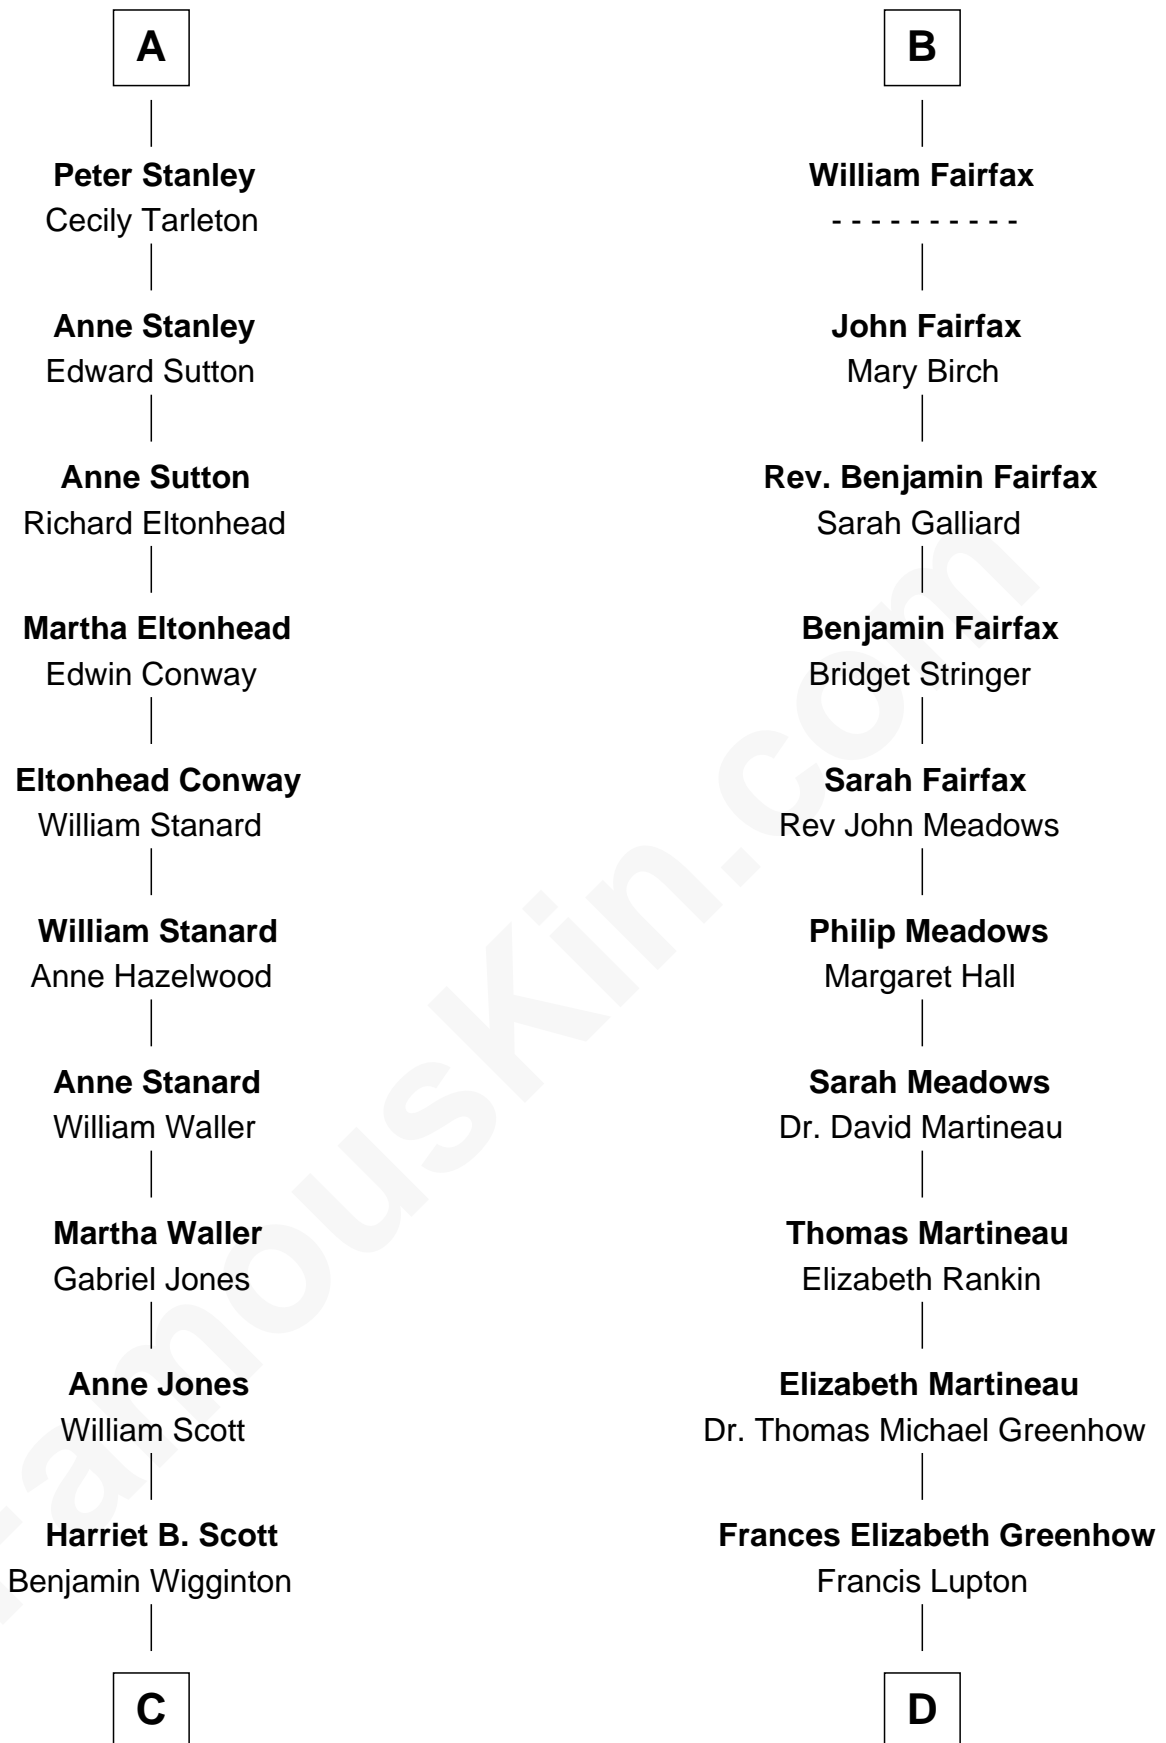 A
Peter Stanley
Cecily Tarleton
Anne Stanley
Edward Sutton
Anne Sutton
Richard Eltonhead
Martha Eltonhead
Edwin Conway
Eltonhead Conway
William Stanard
William Stanard
Anne Hazelwood
Anne Stanard
William Waller
Martha Waller
Gabriel Jones
Anne Jones
William Scott
Harriet B. Scott
Benjamin Wigginton
C
B
William Fairfax
- - - - - - - - - -
John Fairfax
Mary Birch
Rev. Benjamin Fairfax
Sarah Galliard
Benjamin Fairfax
Bridget Stringer
Sarah Fairfax
Rev John Meadows
Philip Meadows
Margaret Hall
Sarah Meadows
Dr. David Martineau
Thomas Martineau
Elizabeth Rankin
Elizabeth Martineau
Dr. Thomas Michael Greenhow
Frances Elizabeth Greenhow
Francis Lupton
D
FamousKin.com